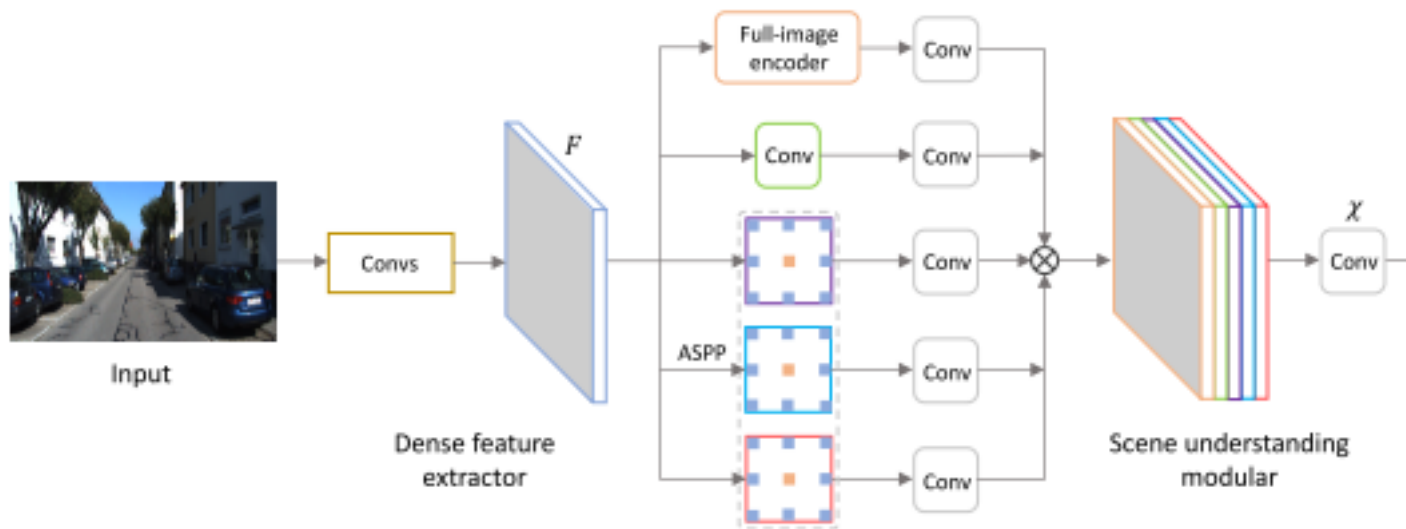 Full-image
encoder
Conv
F
Conv
Conv
χ
Convs
Conv
Conv
Input
ASPP
Conv
Dense feature
extractor
Conv
Scene understanding
modular